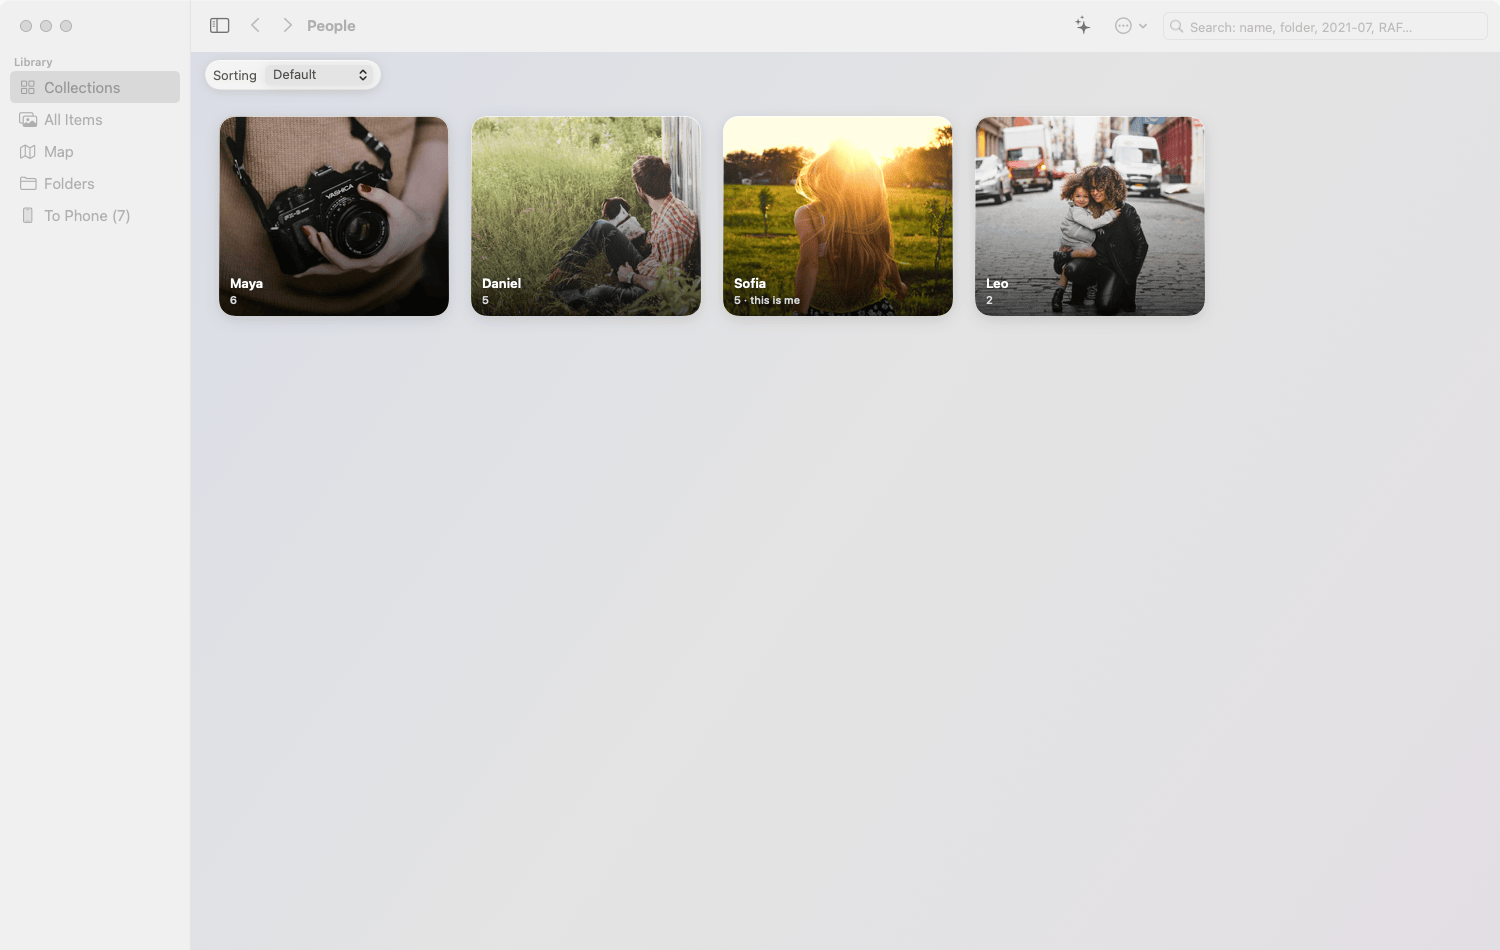 People
Search: name, folder, 2021-07, RAF...
Library
Collections
All Items
Map
Folders
To Phone (7)
Sorting Default
YASHICA
Maya
6
Daniel
5
Sofia
5 · this is me
Leo
2